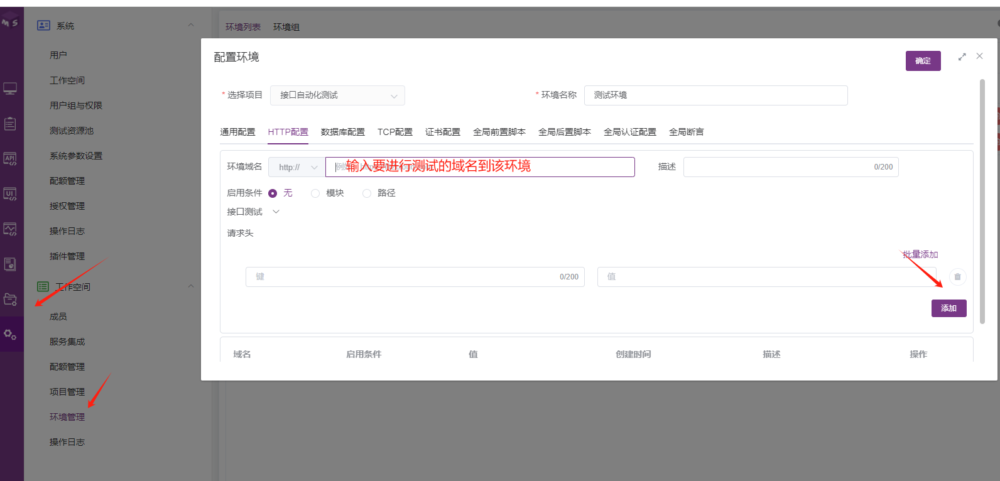 MS
系统
用户
工作空间
用户组与权限
测试资源池
系统参数设置
配额管理
授权管理
操作日志
插件管理
工作空间
成员
服务集成
配额管理
项目管理
环境管理
操作日志
API
UI
环境列表 环境组
配置环境
确定
* 选择项目 接口自动化测试 * 环境名称 测试环境
通用配置 HTTP配置 数据库配置 TCP配置 证书配置 全局前置脚本 全局后置脚本 全局认证配置 全局断言
环境域名 http:// 输入要进行测试的域名到该环境 描述 0/200
启用条件 无 模块 路径
接口测试
请求头
批量添加
键 0/200 值
添加
域名 启用条件 值 创建时间 描述 操作